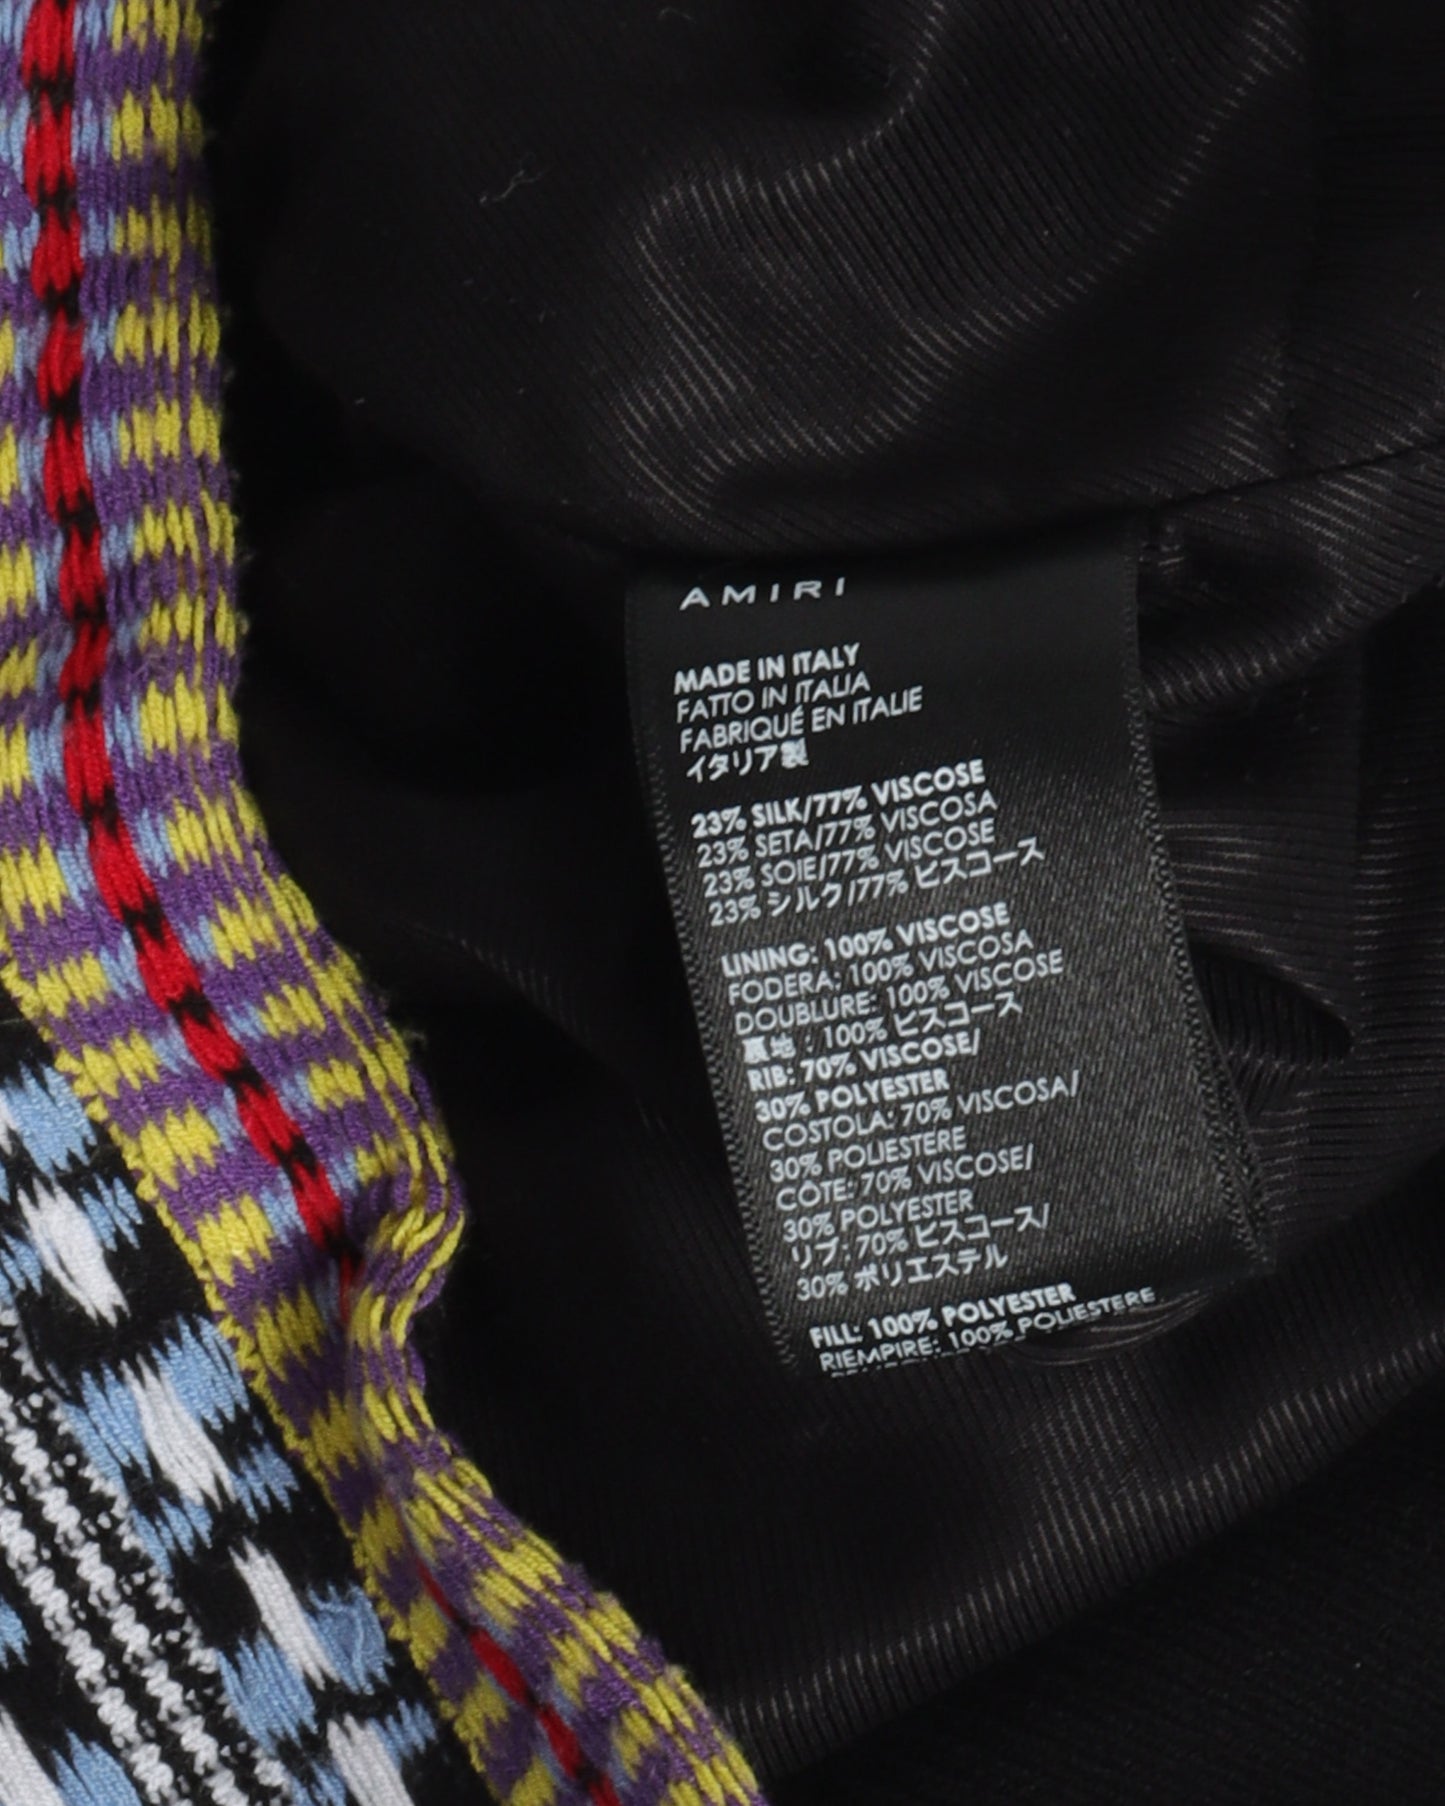 AMIRI
MADE IN ITALY
FATTO IN ITALIA
FABRIQUÉ EN ITALIE
イタリア製
23% SILK/77% VISCOSE
23% SETA/77% VISCOSA
23% SOIE/77% VISCOSE
23% シルク/77% ビスコース
LINING: 100% VISCOSE
FODERA: 100% VISCOSA
DOUBLURE: 100% VISCOSE
裏地 : 100% ビスコース
RIB: 70% VISCOSE/
30% POLYESTER
COSTOLA: 70% VISCOSA/
30% POLIESTERE
CÔTE: 70% VISCOSE/
30% POLYESTER
リブ: 70% ビスコース/
30% ポリエステル
FILL: 100% POLYESTER
RIEMPIRE: 100% POLIESTERE